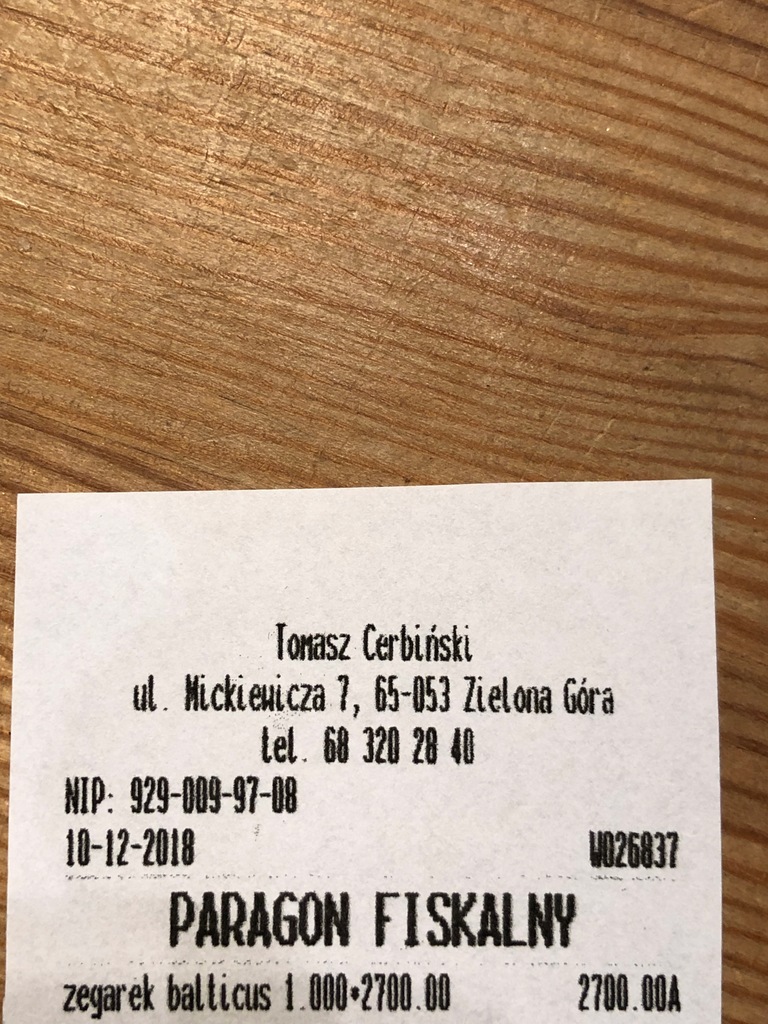 Tomasz Cerbiński
ul. Mickiewicza 7, 65-053 Zielona Góra
tel. 68 320 28 40
NIP: 929-009-97-08
10-12-2018 W026837
PARAGON FISKALNY
zegarek balticus 1.000*2700.00 2700.00A